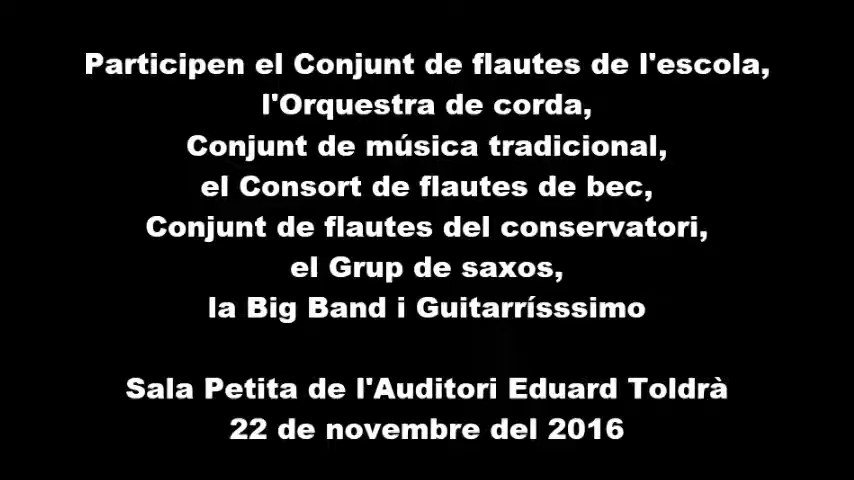 Participen el Conjunt de flautes de l'escola,
l'Orquestra de corda,
Conjunt de música tradicional,
el Consort de flautes de bec,
Conjunt de flautes del conservatori,
el Grup de saxos,
la Big Band i Guitarrísssimo
Sala Petita de l'Auditori Eduard Toldrà
22 de novembre del 2016